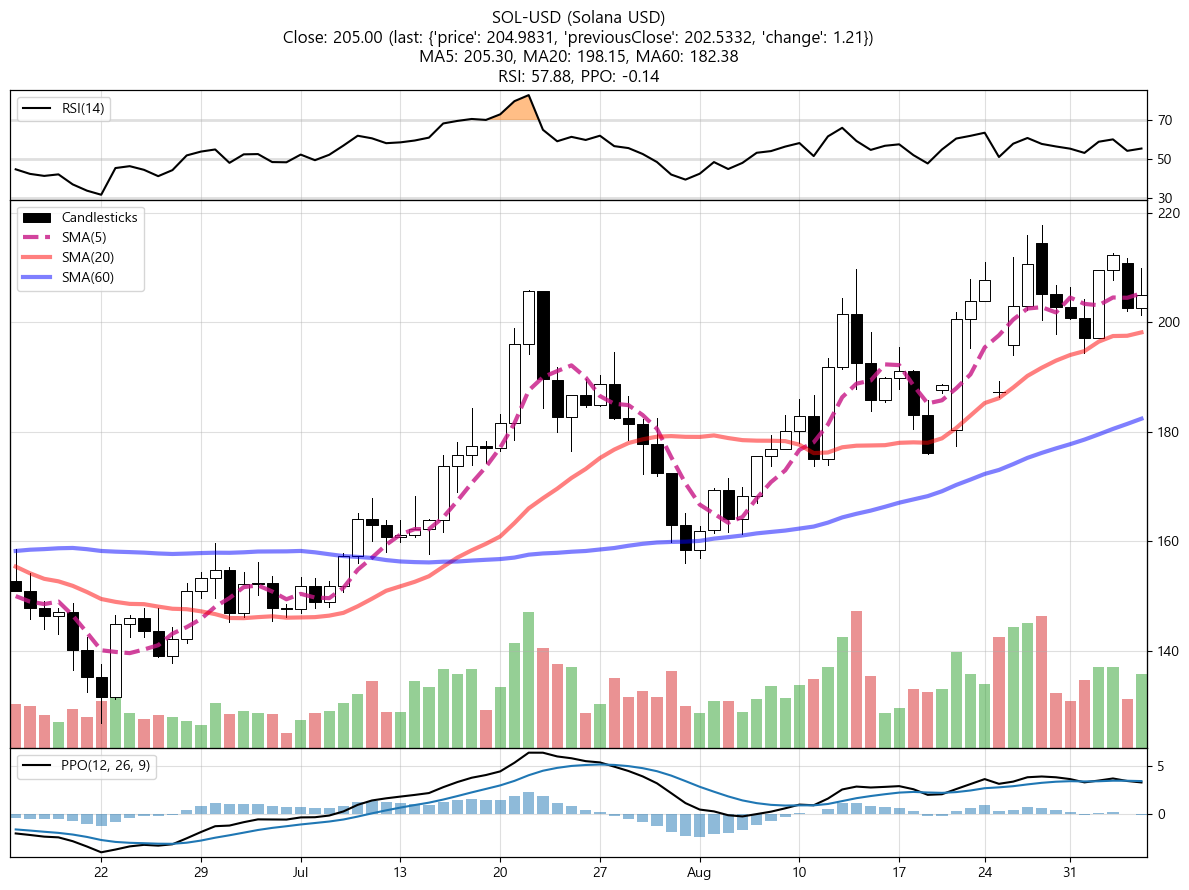 SOL-USD (Solana USD)
Close: 205.00 (last: {'price': 204.9831, 'previousClose': 202.5332, 'change': 1.21})
MA5: 205.30, MA20: 198.15, MA60: 182.38
RSI: 57.88, PPO: -0.14
RSI(14)
70
50
30
Candlesticks
SMA(5)
SMA(20)
SMA(60)
220
200
180
160
140
PPO(12, 26, 9)
5
0
22 29 Jul 13 20 27 Aug 10 17 24 31